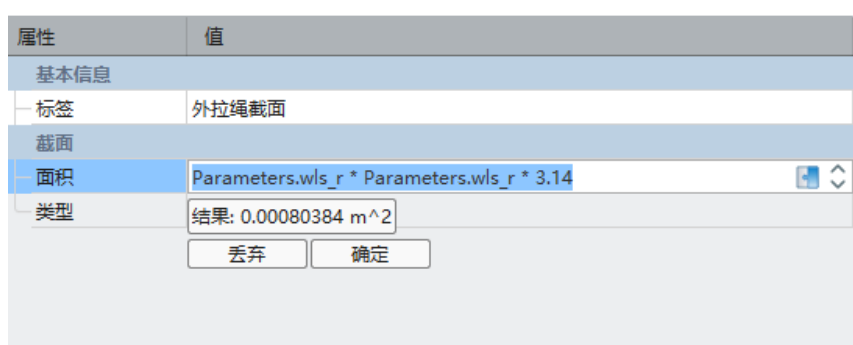 属性 值
基本信息
标签 外拉绳截面
截面
面积 Parameters.wls_r * Parameters.wls_r * 3.14
类型 结果: 0.00080384 m^2
丢弃 确定